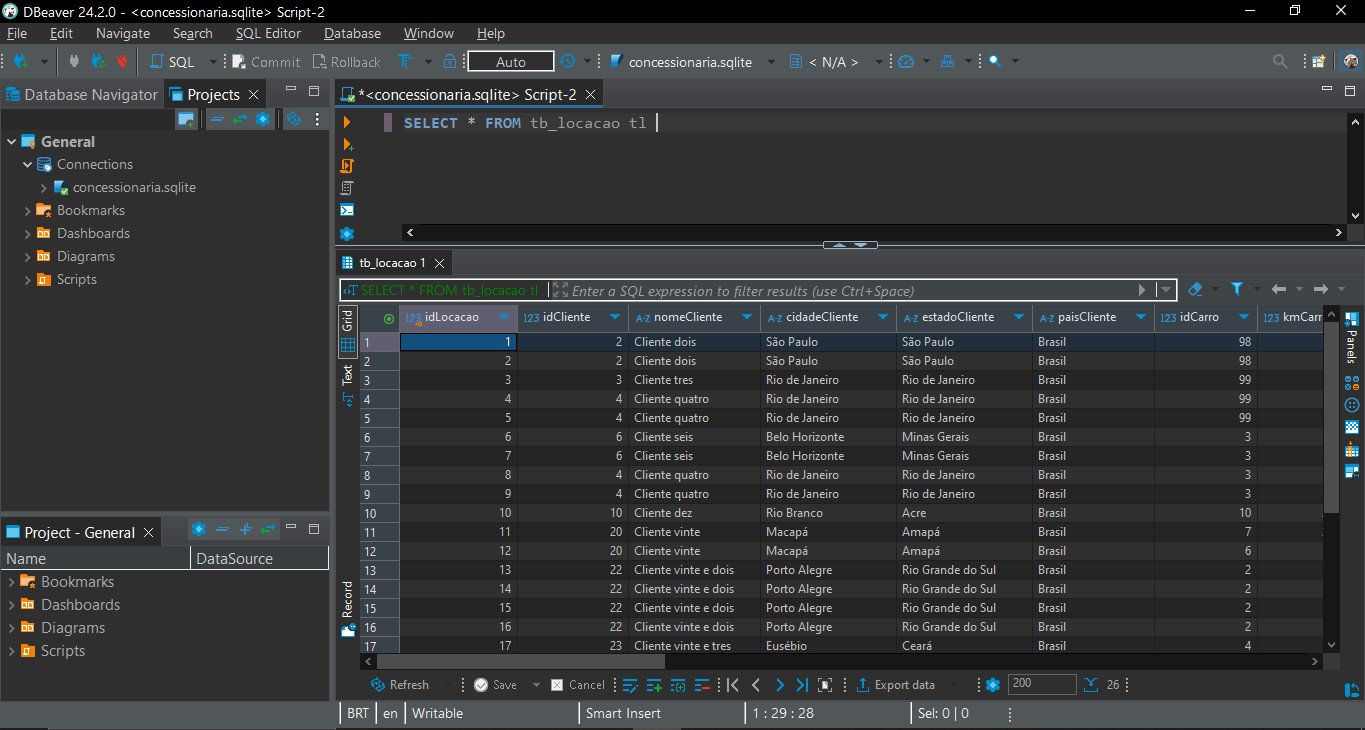 DBeaver 24.2.0 - <concessionaria.sqlite> Script-2
File Edit Navigate Search SQL Editor Database Window Help
SQL Commit Rollback Auto concessionaria.sqlite < N/A >
Database Navigator Projects
*<concessionaria.sqlite> Script-2
General
Connections
concessionaria.sqlite
Bookmarks
Dashboards
Diagrams
Scripts
SELECT * FROM tb_locacao tl
tb_locacao 1
SELECT * FROM tb_locacao tl Enter a SQL expression to filter results (use Ctrl+Space)
Grid
Text
Record
Panels
123 idLocacao 123 idCliente A-Z nomeCliente A-Z cidadeCliente A-Z estadoCliente A-Z paisCliente 123 idCarro 123 kmCarr
1 1 2 Cliente dois São Paulo São Paulo Brasil 98
2 2 2 Cliente dois São Paulo São Paulo Brasil 98
3 3 3 Cliente tres Rio de Janeiro Rio de Janeiro Brasil 99
4 4 4 Cliente quatro Rio de Janeiro Rio de Janeiro Brasil 99
5 5 4 Cliente quatro Rio de Janeiro Rio de Janeiro Brasil 99
6 6 6 Cliente seis Belo Horizonte Minas Gerais Brasil 3
7 7 6 Cliente seis Belo Horizonte Minas Gerais Brasil 3
8 8 4 Cliente quatro Rio de Janeiro Rio de Janeiro Brasil 3
9 9 4 Cliente quatro Rio de Janeiro Rio de Janeiro Brasil 3
10 10 10 Cliente dez Rio Branco Acre Brasil 10
11 11 20 Cliente vinte Macapá Amapá Brasil 7
12 12 20 Cliente vinte Macapá Amapá Brasil 6
13 13 22 Cliente vinte e dois Porto Alegre Rio Grande do Sul Brasil 2
14 14 22 Cliente vinte e dois Porto Alegre Rio Grande do Sul Brasil 2
15 15 22 Cliente vinte e dois Porto Alegre Rio Grande do Sul Brasil 2
16 16 22 Cliente vinte e dois Porto Alegre Rio Grande do Sul Brasil 2
17 17 23 Cliente vinte e tres Eusébio Ceará Brasil 4
Project - General
Name DataSource
Bookmarks
Dashboards
Diagrams
Scripts
Refresh Save Cancel Export data 200 26
BRT en Writable Smart Insert 1 : 29 : 28 Sel: 0 | 0